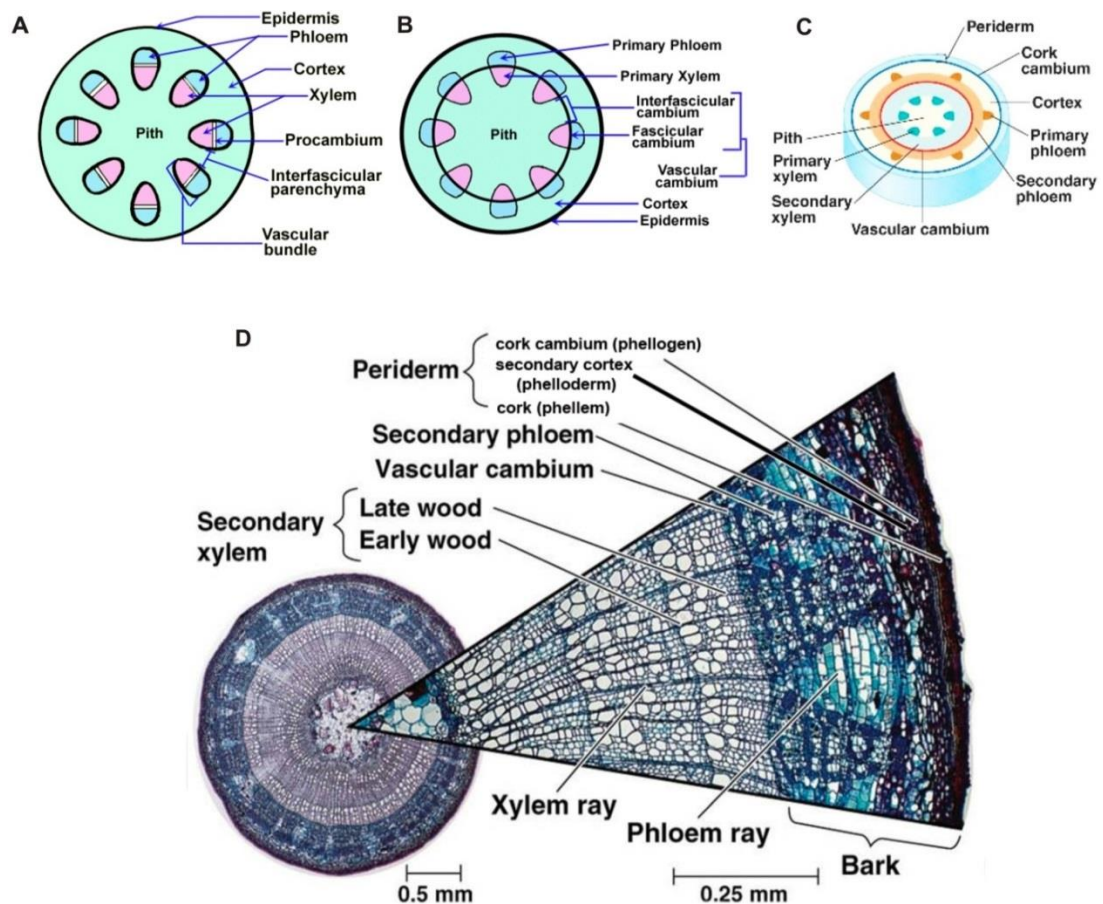 A
Epidermis
Phloem
Cortex
Xylem
Pith
Procambium
Interfascicular
parenchyma
Vascular
bundle
B
Primary Phloem
Primary Xylem
Interfascicular
cambium
Pith
Fascicular
cambium
Vascular
cambium
Cortex
Epidermis
C
Periderm
Cork
cambium
Cortex
Pith
Primary
phloem
Primary
xylem
Secondary
phloem
Secondary
xylem
Vascular cambium
D
Periderm
cork cambium (phellogen)
secondary cortex
(phelloderm)
cork (phellem)
Secondary phloem
Vascular cambium
Secondary
xylem
Late wood
Early wood
Xylem ray
Phloem ray
Bark
0.5 mm
0.25 mm